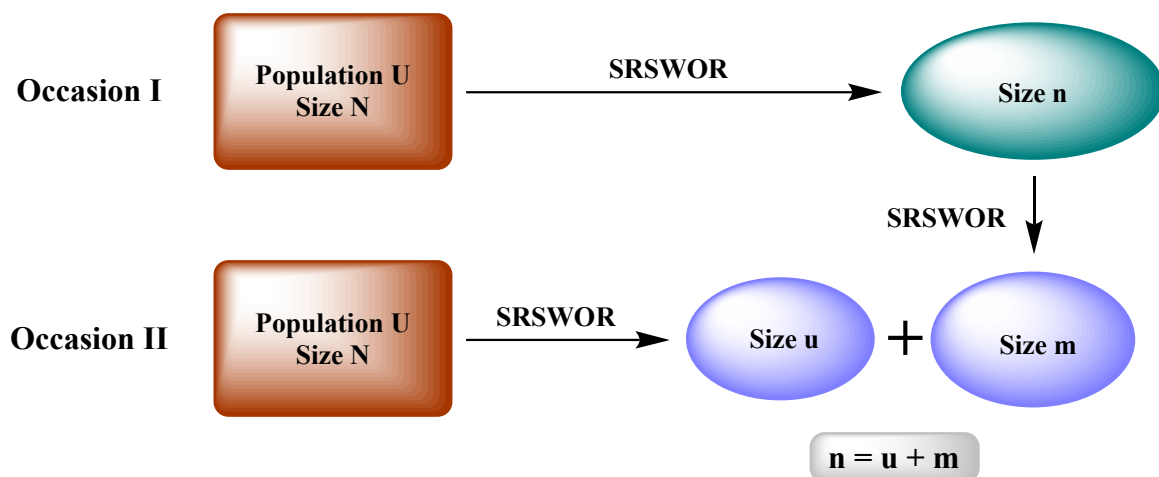 Occasion I
Population U
Size N
SRSWOR
Size n
SRSWOR
Occasion II
Population U
Size N
SRSWOR
Size u
+
Size m
n = u + m